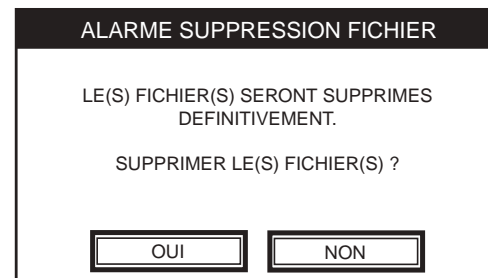 ALARME SUPPRESSION FICHIER
LE(S) FICHIER(S) SERONT SUPPRIMES
DEFINITIVEMENT.
SUPPRIMER LE(S) FICHIER(S) ?
OUI
NON